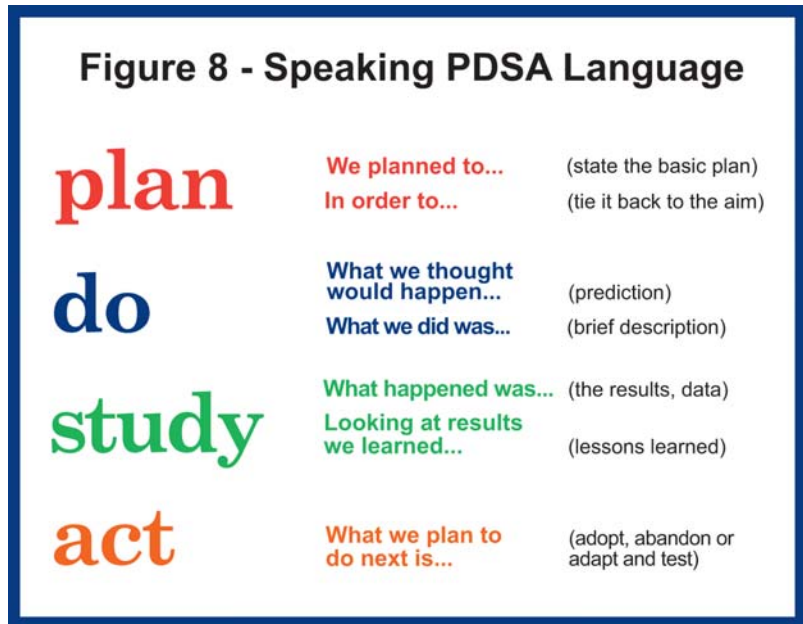 Figure 8 - Speaking PDSA Language
plan
We planned to... (state the basic plan)
In order to... (tie it back to the aim)
do
What we thought
would happen... (prediction)
What we did was... (brief description)
study
What happened was... (the results, data)
Looking at results
we learned... (lessons learned)
act
What we plan to (adopt, abandon or
do next is... adapt and test)